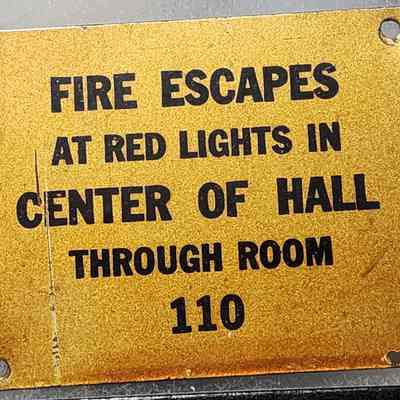 FIRE ESCAPES
AT RED LIGHTS IN
CENTER OF HALL
THROUGH ROOM
110